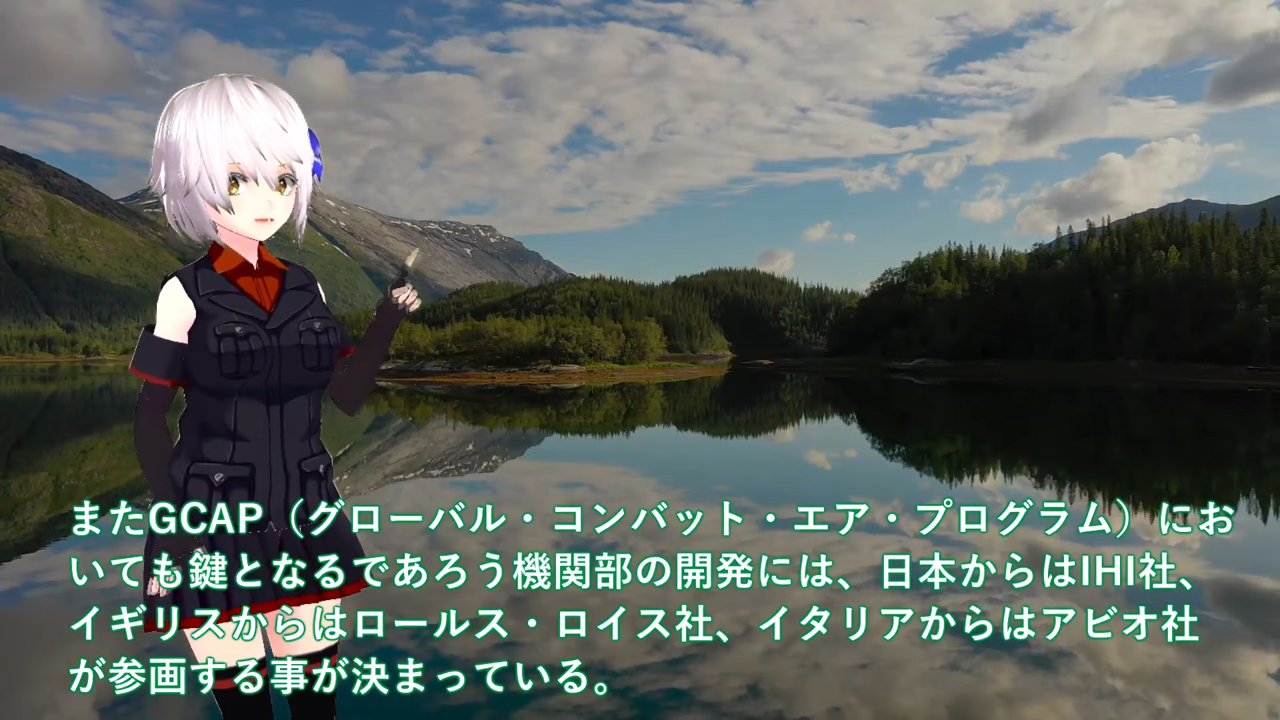 またGCAP（グローバル・コンバット・エア・プログラム）にお
いても鍵となるであろう機関部の開発には、日本からはIHI社、
イギリスからはロールス・ロイス社、イタリアからはアビオ社
が参画する事が決まっている。